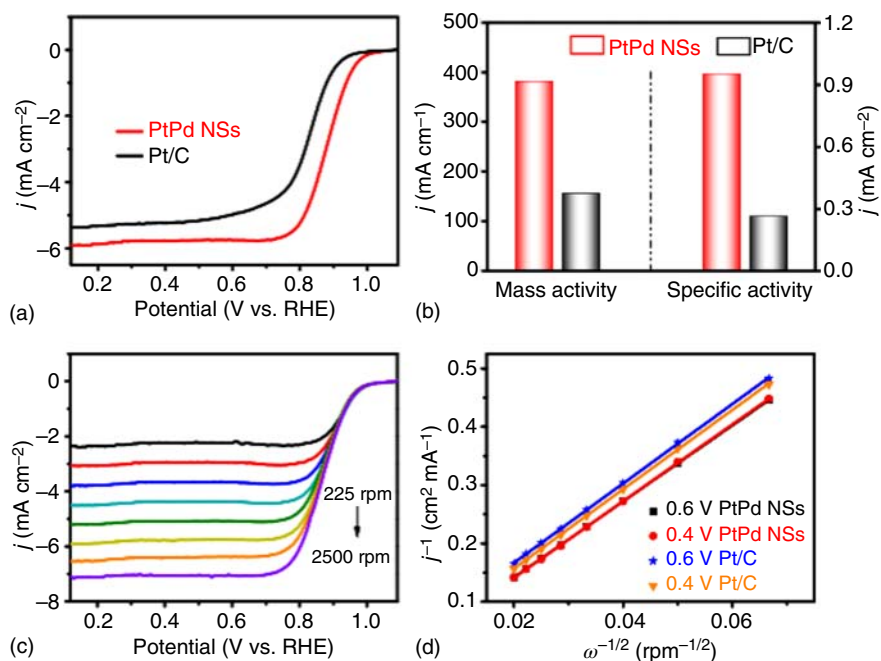 0
−2
−4
−6
j (mA cm−2)
PtPd NSs
Pt/C
0.2 0.4 0.6 0.8 1.0
Potential (V vs. RHE)
(a)
500
400
300
200
100
0
j (mA cm−1)
PtPd NSs Pt/C
1.2
0.9
0.6
0.3
0.0
j (mA cm−2)
Mass activity Specific activity
(b)
0
−2
−4
−6
−8
j (mA cm−2)
225 rpm
2500 rpm
0.2 0.4 0.6 0.8 1.0
Potential (V vs. RHE)
(c)
0.5
0.4
0.3
0.2
0.1
j−1 (cm2 mA−1)
0.6 V PtPd NSs
0.4 V PtPd NSs
0.6 V Pt/C
0.4 V Pt/C
0.02 0.04 0.06
ω−1/2 (rpm−1/2)
(d)